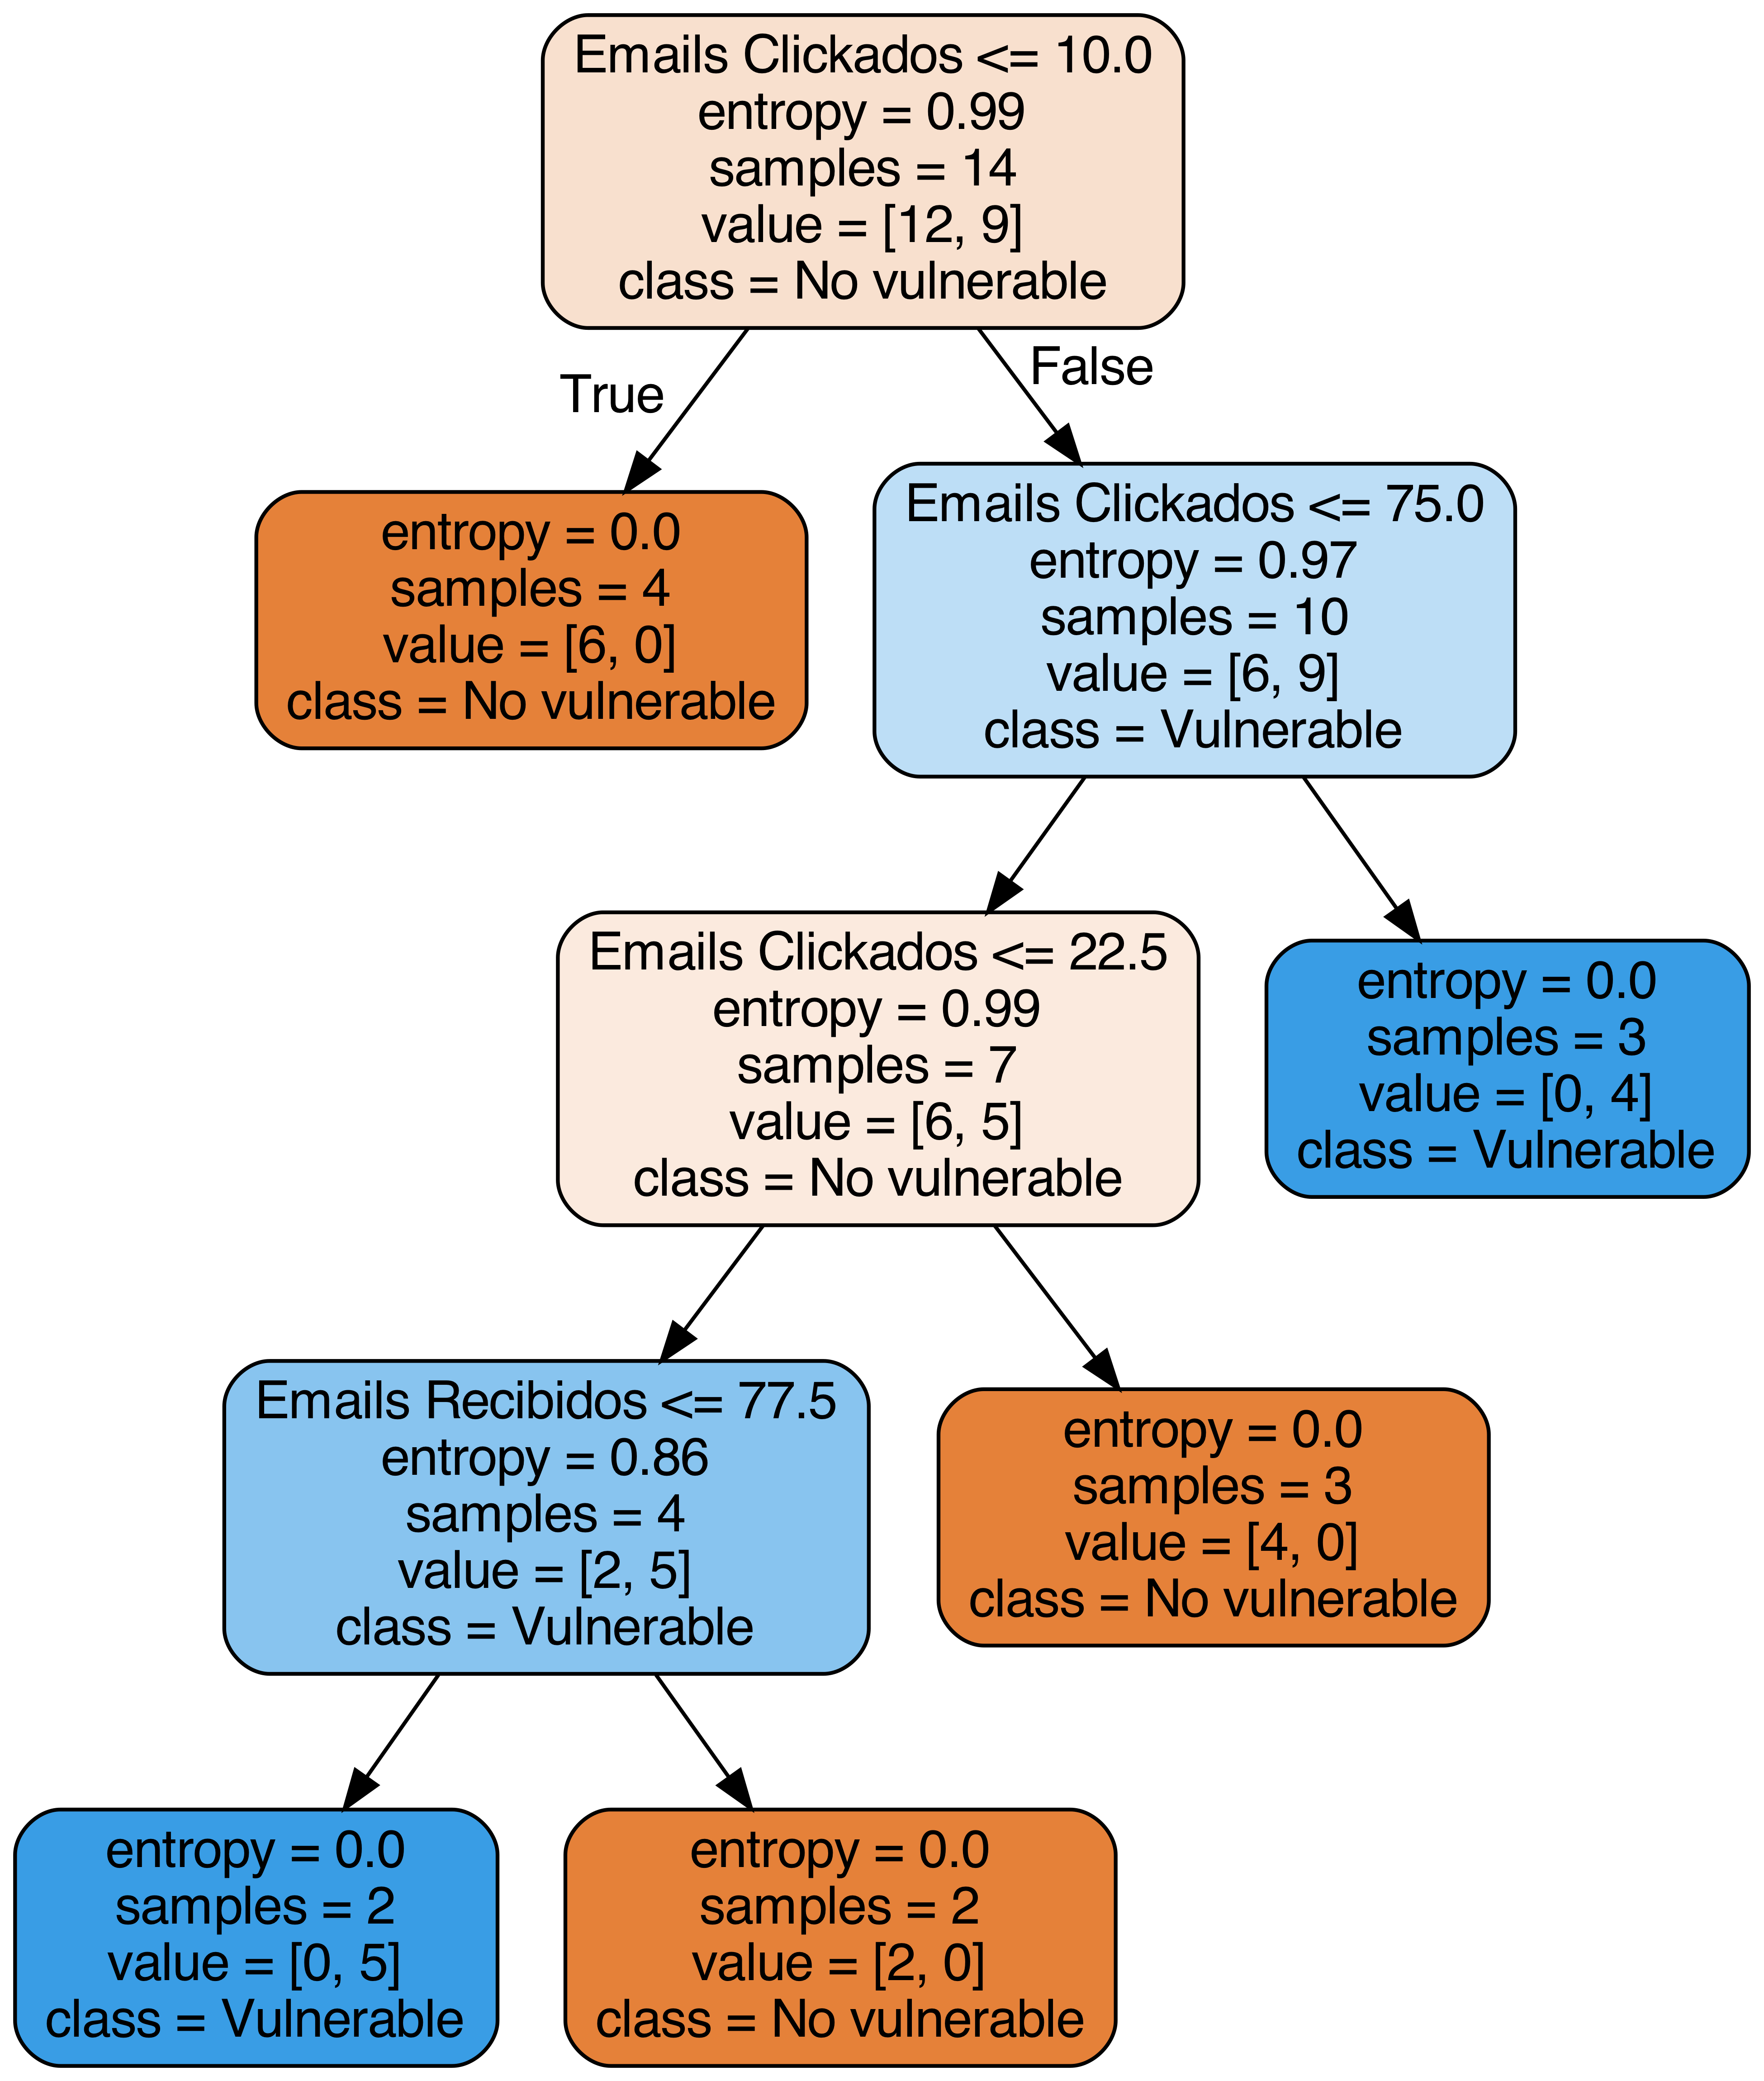 Emails Clickados <= 10.0
entropy = 0.99
samples = 14
value = [12, 9]
class = No vulnerable
True
False
entropy = 0.0
samples = 4
value = [6, 0]
class = No vulnerable
Emails Clickados <= 75.0
entropy = 0.97
samples = 10
value = [6, 9]
class = Vulnerable
Emails Clickados <= 22.5
entropy = 0.99
samples = 7
value = [6, 5]
class = No vulnerable
entropy = 0.0
samples = 3
value = [0, 4]
class = Vulnerable
Emails Recibidos <= 77.5
entropy = 0.86
samples = 4
value = [2, 5]
class = Vulnerable
entropy = 0.0
samples = 3
value = [4, 0]
class = No vulnerable
entropy = 0.0
samples = 2
value = [0, 5]
class = Vulnerable
entropy = 0.0
samples = 2
value = [2, 0]
class = No vulnerable